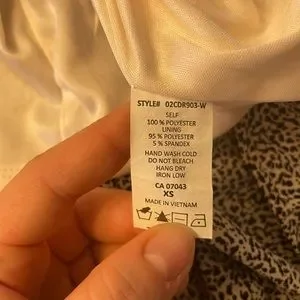 STYLE# 02CDR903-W
SELF
100 % POLYESTER
LINING
95 % POLYESTER
5 % SPANDEX
HAND WASH COLD
DO NOT BLEACH
HANG DRY
IRON LOW
CA 07043
XS
MADE IN VIETNAM